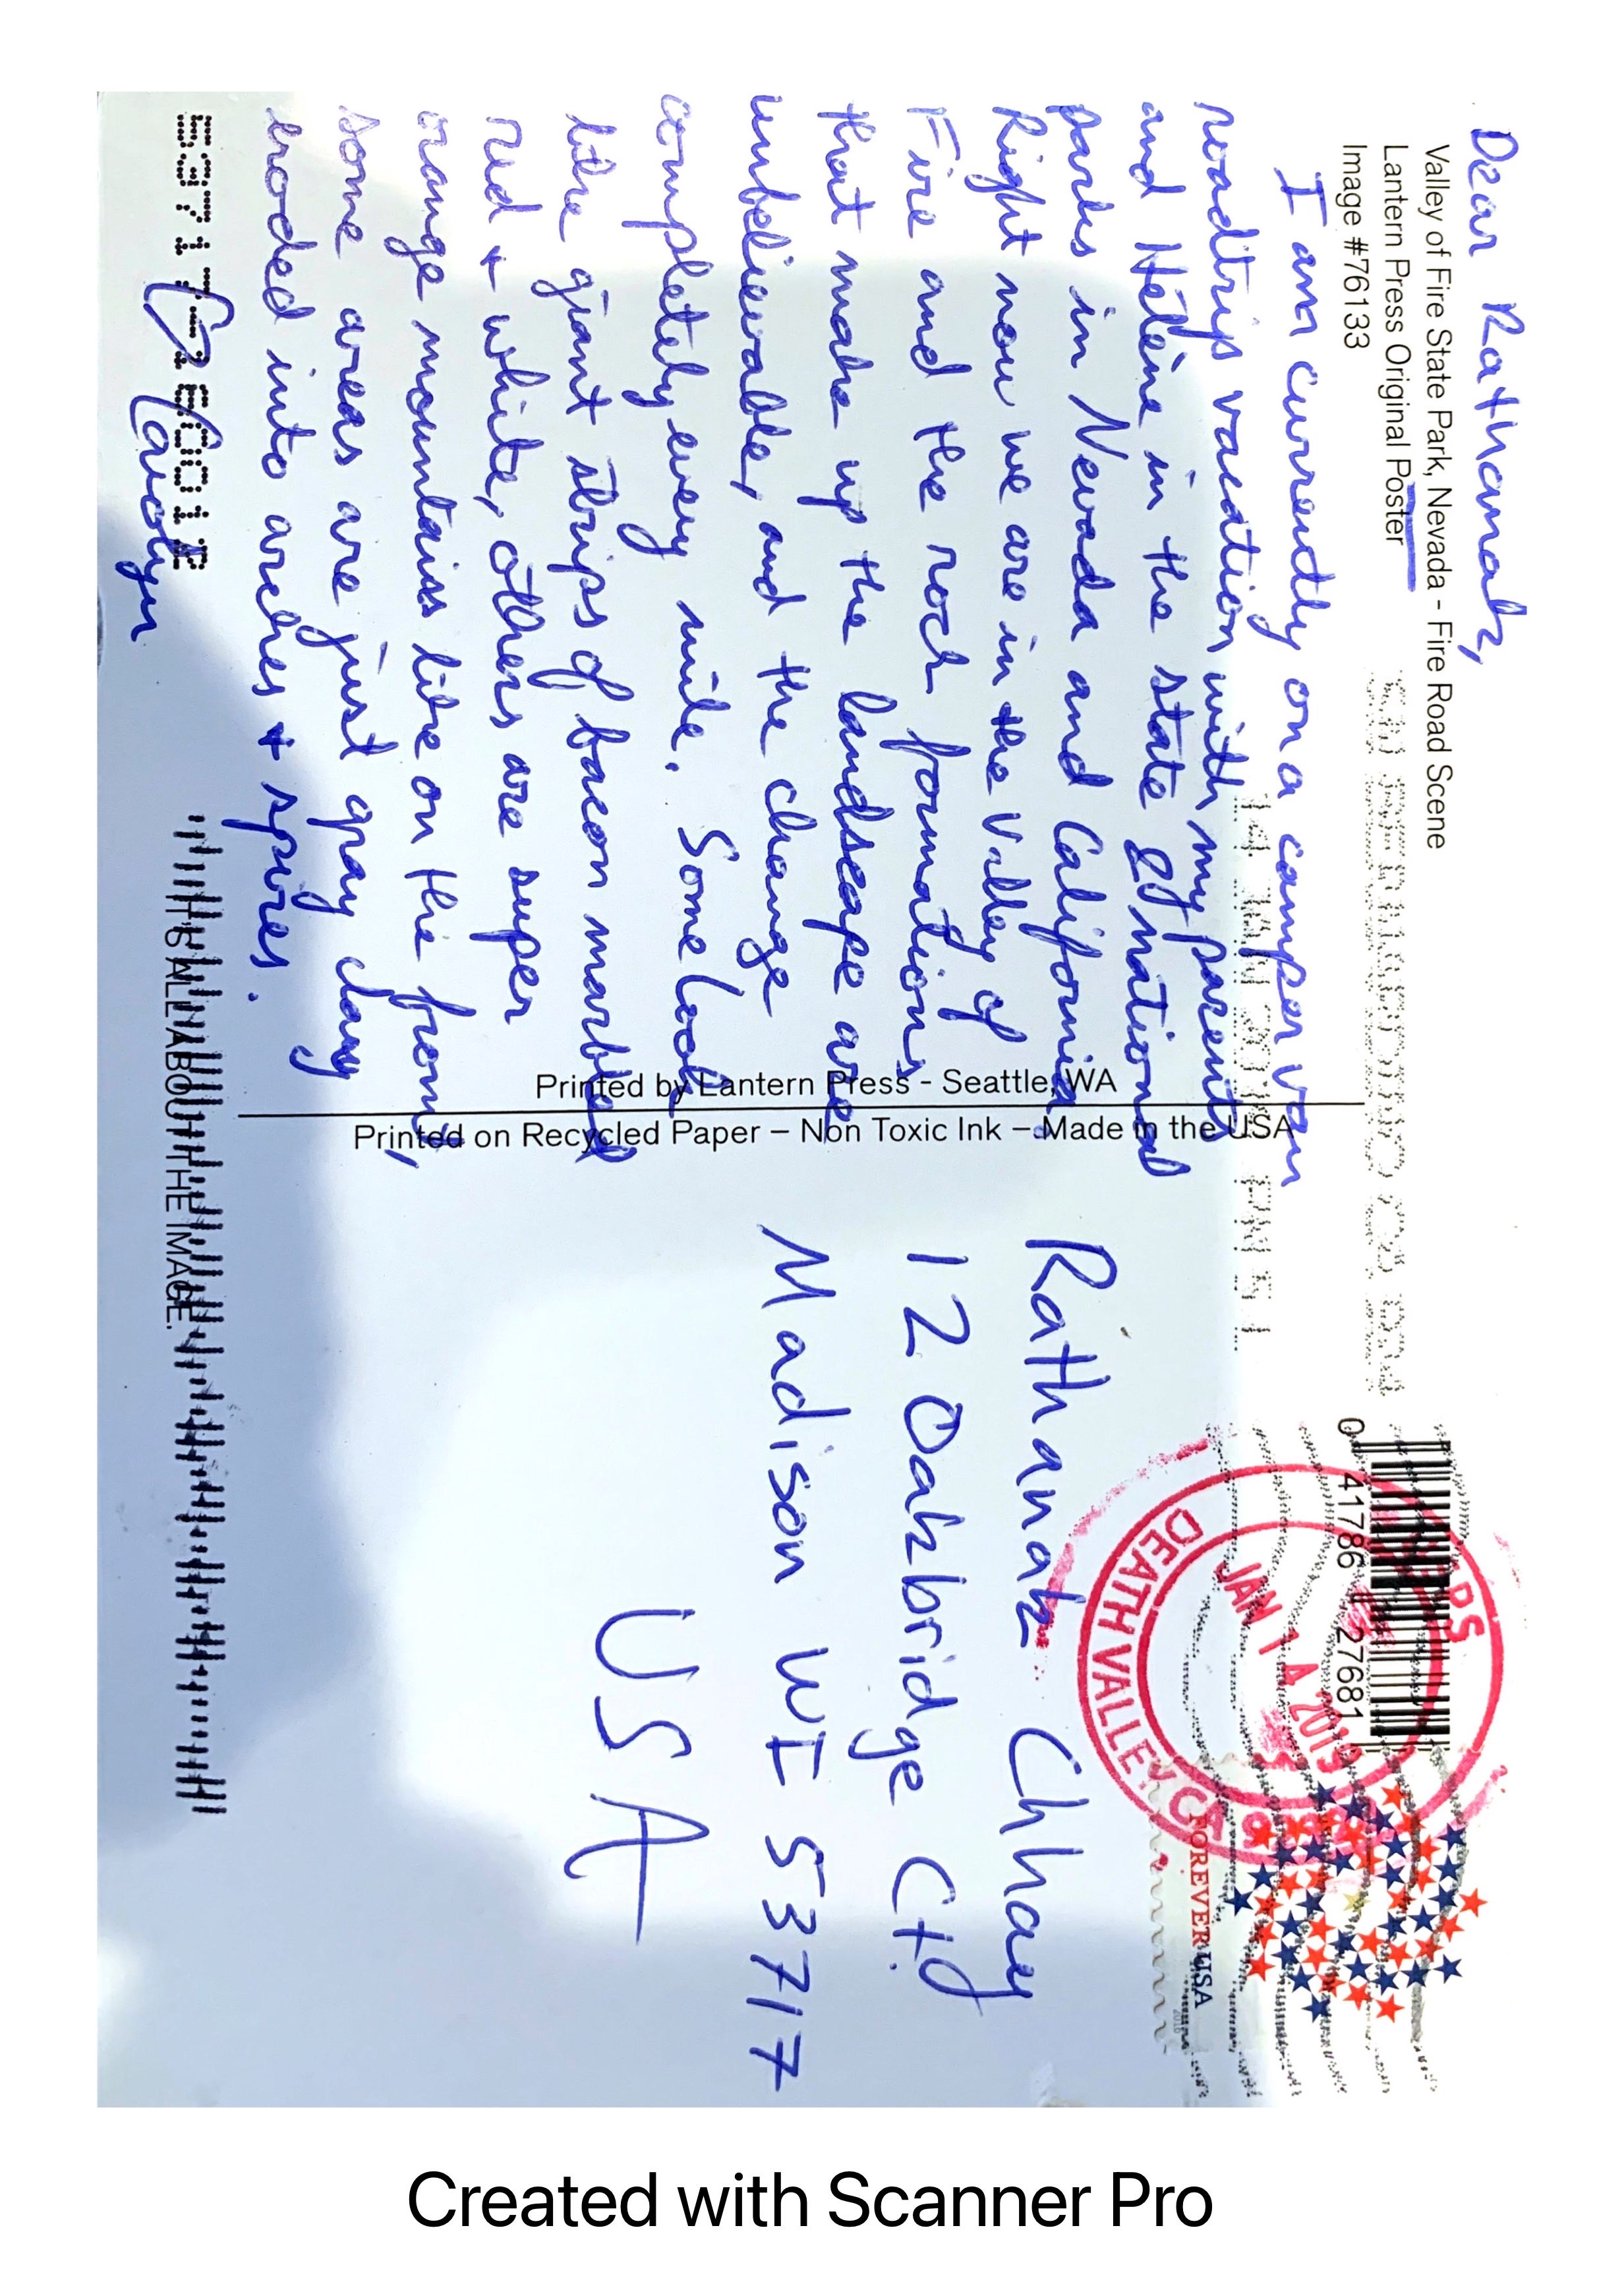 Dear Rathanak,
Valley of Fire State Park, Nevada - Fire Road Scene
Lantern Press Original Poster
Image #76133
I am currently on a camper van
roadtrip vacation with my parents
and Hélène in the state & national
parks in Nevada and California.
Right now we are in the Valley of
Fire and the rock formations
that make up the landscape are
unbelievable, and the change
completely every mile. Some look
like giant strips of bacon marbled
red + white, others are super
orange mountains like on the front,
some areas are just gray clay
eroded into arches + spires.
Carolyn
Printed by Lantern Press - Seattle, WA
Printed on Recycled Paper – Non Toxic Ink – Made in the USA
14 JAN 2019 PM 5 L
0 41786 27681
DEATH VALLEY, CA
JAN 14 2019
FOREVER USA
Rathanak Chhay
12 Oakbridge Ct
Madison WI 53717
USA
IT'S ALL ABOUT THE IMAGE.
Created with Scanner Pro